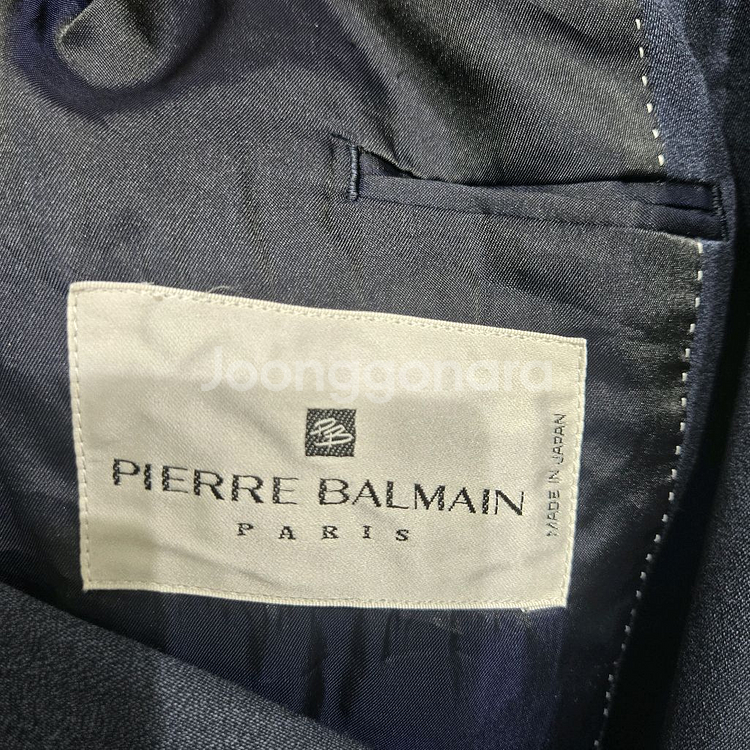 Joonggonara
PB
PIERRE BALMAIN
PARIS
MADE IN JAPAN